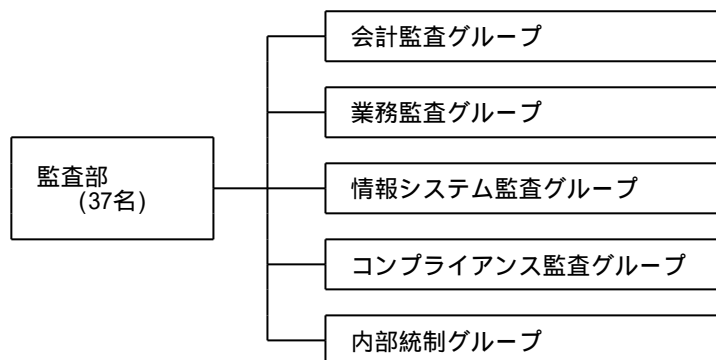 監査部
(37名)
会計監査グループ
業務監査グループ
情報システム監査グループ
コンプライアンス監査グループ
内部統制グループ